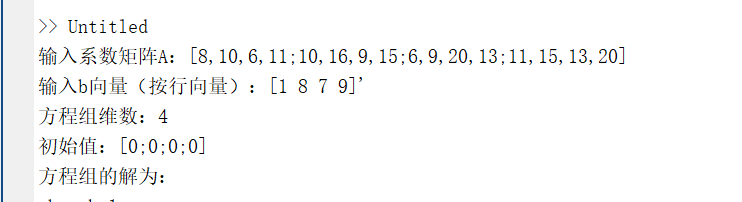 >> Untitled
输入系数矩阵A：[8,10,6,11;10,16,9,15;6,9,20,13;11,15,13,20]
输入b向量（按行向量）：[1 8 7 9]'
方程组维数：4
初始值：[0;0;0;0]
方程组的解为：